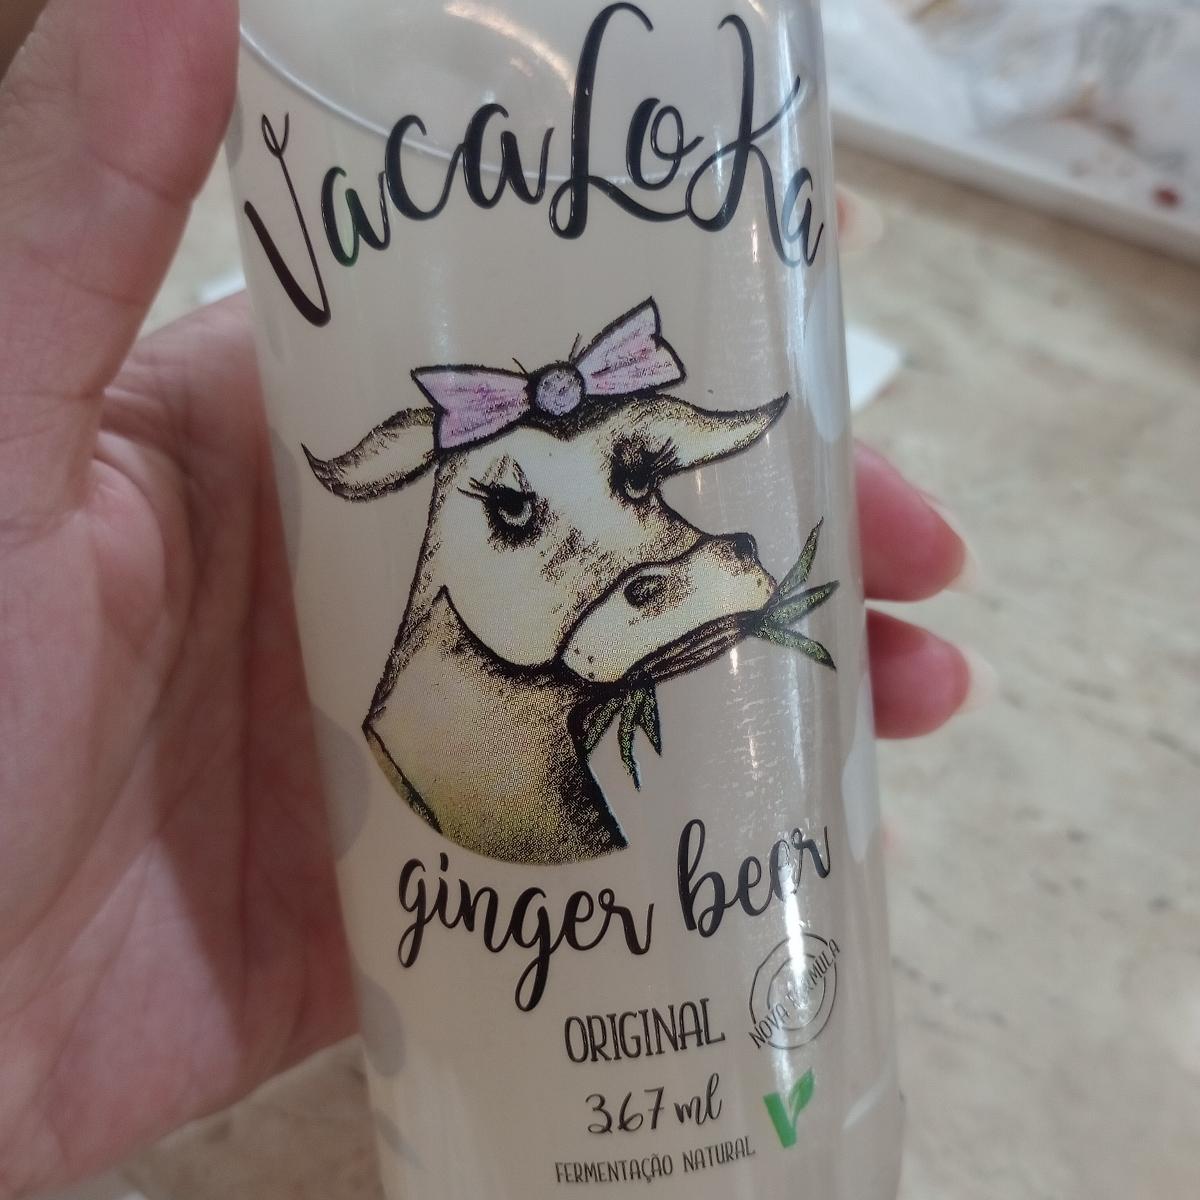 VacaLoKa
ginger beer
ORIGINAL
NOVA FÓRMULA
367 ml
FERMENTAÇÃO NATURAL